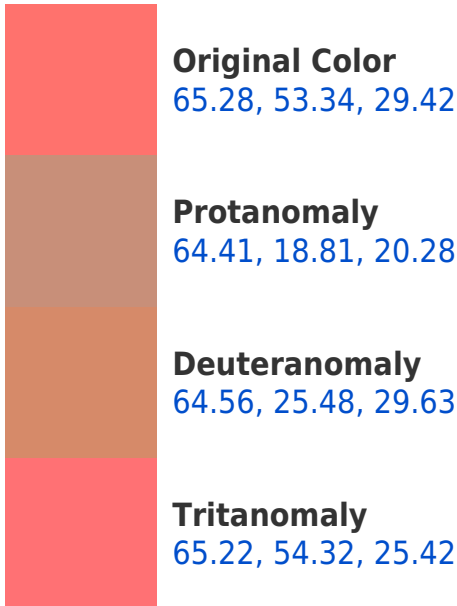 Original Color
65.28, 53.34, 29.42
Protanomaly
64.41, 18.81, 20.28
Deuteranomaly
64.56, 25.48, 29.63
Tritanomaly
65.22, 54.32, 25.42